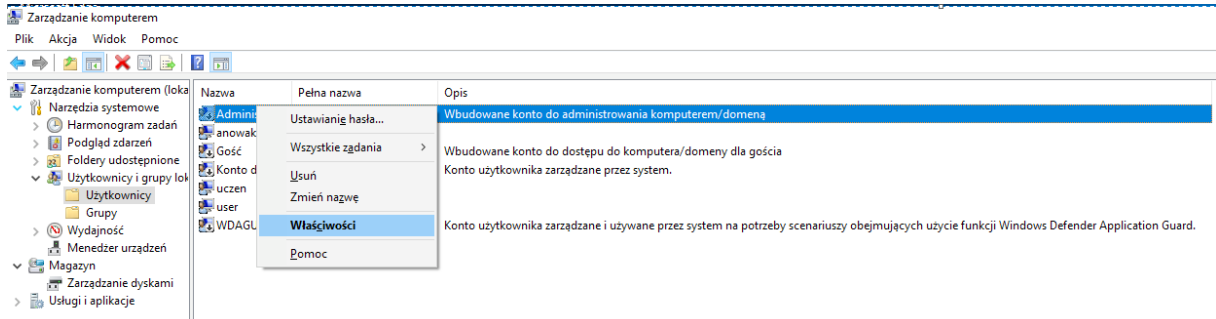 Zarządzanie komputerem
Plik Akcja Widok Pomoc
Zarządzanie komputerem (loka
Narzędzia systemowe
Harmonogram zadań
Podgląd zdarzeń
Foldery udostępnione
Użytkownicy i grupy lok
Użytkownicy
Grupy
Wydajność
Menedżer urządzeń
Magazyn
Zarządzanie dyskami
Usługi i aplikacje
Nazwa Pełna nazwa Opis
Adminis Wbudowane konto do administrowania komputerem/domeną
anowak
Gość Wbudowane konto do dostępu do komputera/domeny dla gościa
Konto d Konto użytkownika zarządzane przez system.
uczen
user
WDAGU Konto użytkownika zarządzane i używane przez system na potrzeby scenariuszy obejmujących użycie funkcji Windows Defender Application Guard.
Ustawianie hasła...
Wszystkie zadania
Usuń
Zmień nazwę
Właściwości
Pomoc